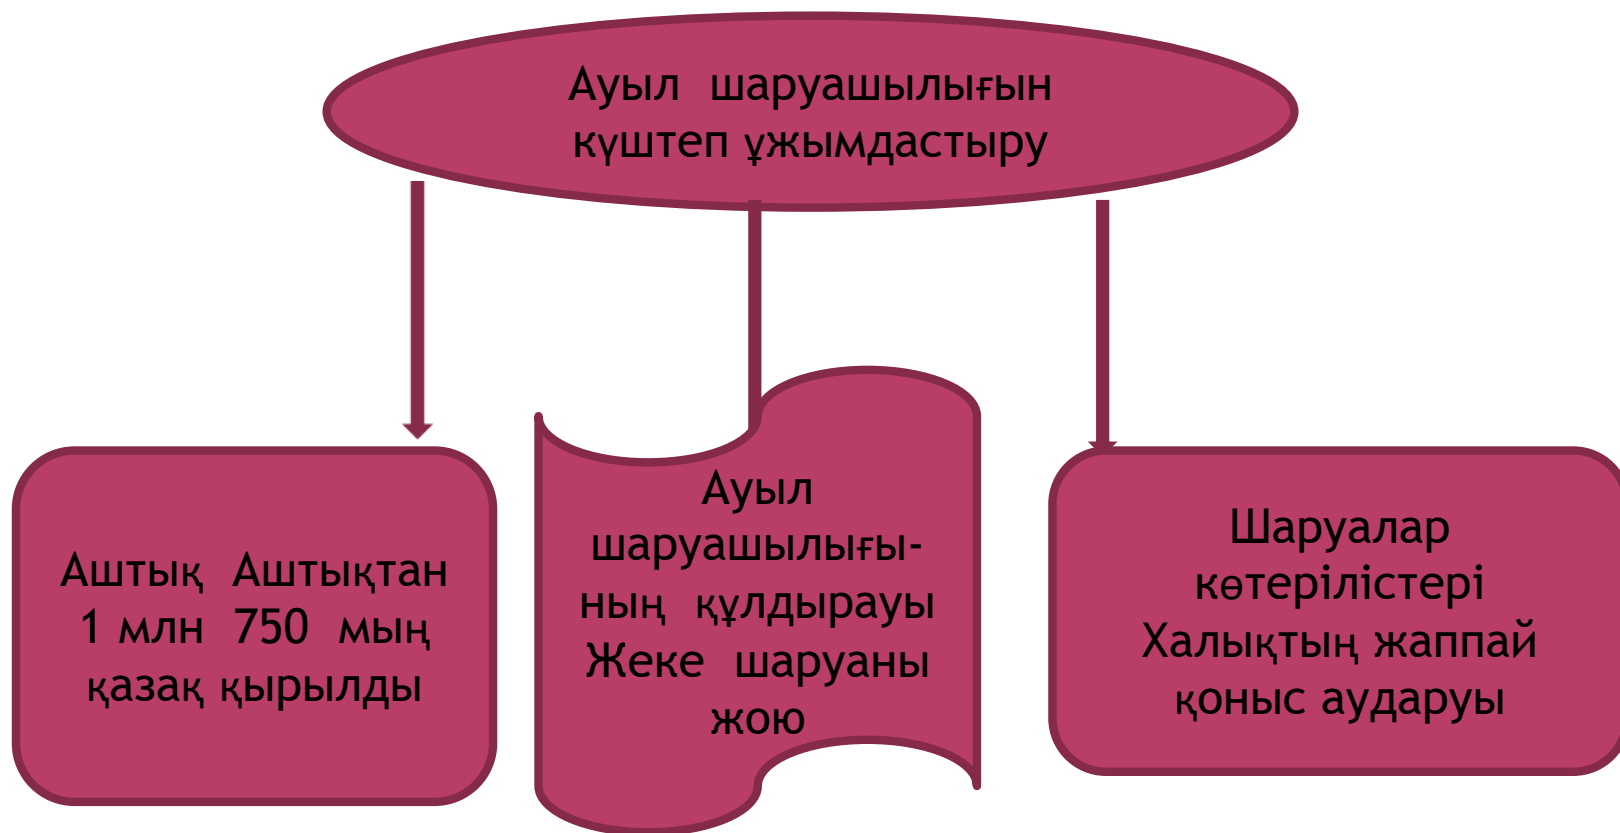 Ауыл шаруашылығын
күштеп ұжымдастыру
Аштық Аштықтан
1 млн 750 мың
қазақ қырылды
Ауыл
шаруашылығы-
ның құлдырауы
Жеке шаруаны
жою
Шаруалар
көтерілістері
Халықтың жаппай
қоныс аударуы